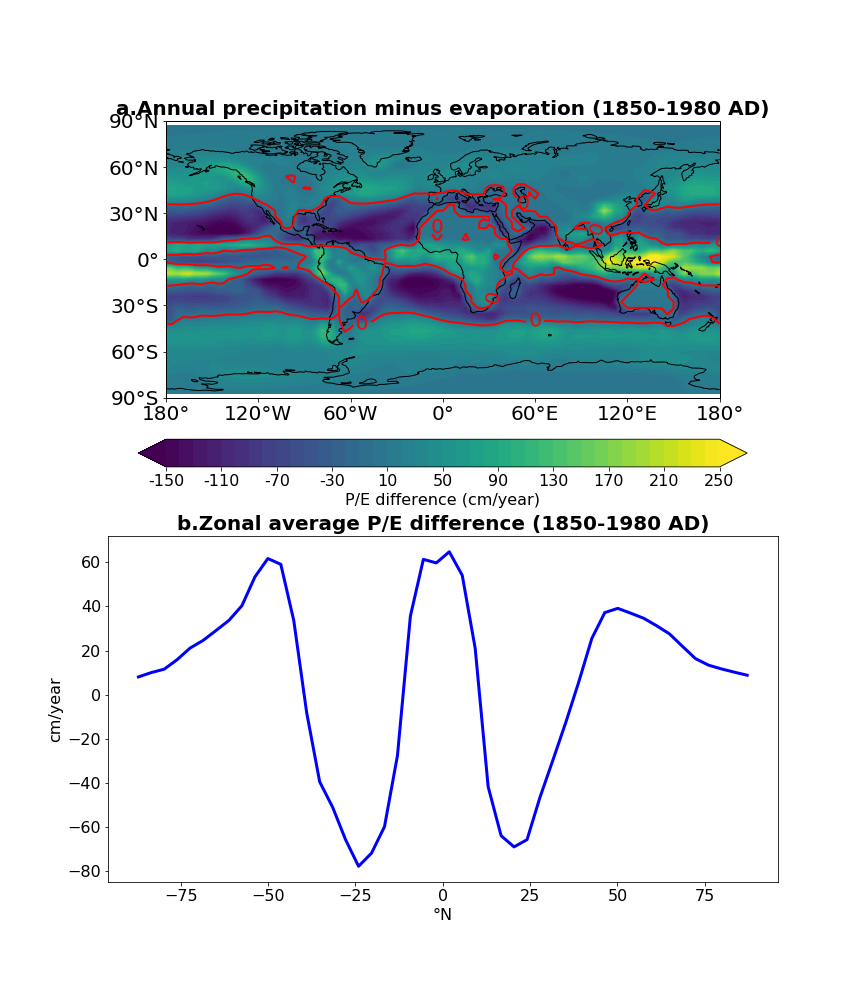 a.Annual precipitation minus evaporation (1850-1980 AD)
90°N
60°N
30°N
0°
30°S
60°S
90°S
0
0
0
180° 120°W 60°W 0° 60°E 120°E 180°
-150 -110 -70 -30 10 50 90 130 170 210 250
P/E difference (cm/year)
b.Zonal average P/E difference (1850-1980 AD)
60
40
20
0
−20
−40
−60
−80
cm/year
−75 −50 −25 0 25 50 75
°N